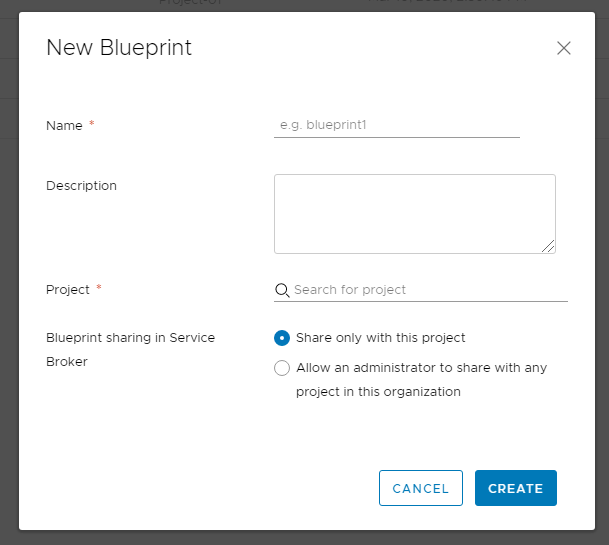 New Blueprint
Name *
e.g. blueprint1
Description
Project *
Search for project
Blueprint sharing in Service
Broker
Share only with this project
Allow an administrator to share with any
project in this organization
CANCEL
CREATE